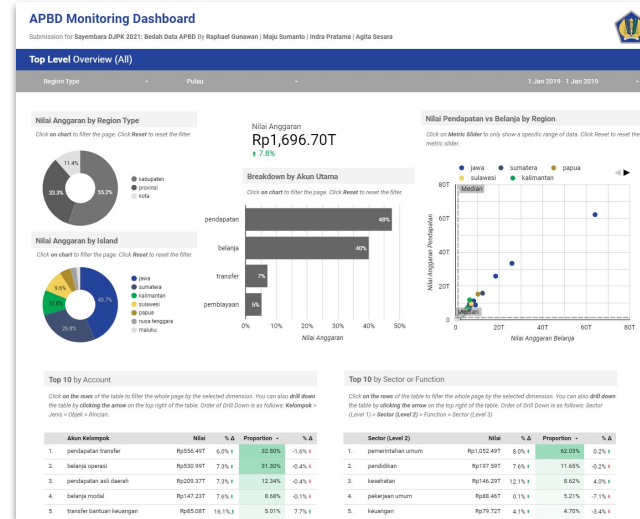 APBD Monitoring Dashboard
Submission for Sayembara DJPK 2021: Bedah Data APBD By Raphael Gunawan | Maju Sumanto | Indra Pratama | Agita Sesara
Top Level Overview (All)
Region Type
Pulau
1 Jan 2019 - 1 Jan 2019
Nilai Anggaran by Region Type
Click on chart to filter the page. Click Reset to reset the filter.
11.4%
33.3%
55.2%
kabupaten
provinsi
kota
Nilai Anggaran by Island
Click on chart to filter the page. Click Reset to reset the filter.
9.6%
10.8%
43.7%
26.8%
jawa
sumatera
kalimantan
sulawesi
papua
nusa tenggara
maluku
Nilai Anggaran
Rp1,696.70T
7.8%
Breakdown by Akun Utama
Click on chart to filter the page. Click Reset to reset the filter.
pendapatan 48%
belanja 40%
transfer 7%
pembiayaan 5%
0% 10% 20% 30% 40% 50%
Nilai Anggaran
Nilai Pendapatan vs Belanja by Region
Click on Metric Slider to only show a specific range of data. Click Reset to reset the
metric slider.
jawa sumatera papua
sulawesi kalimantan
80T
60T
40T
20T
0
Median
Median
Nilai Anggaran Pendapatan
0 20T 40T 60T 80T
Nilai Anggaran Belanja
Top 10 by Account
Click on the rows of the table to filter the whole page by the selected dimension. You can also drill down
the table by clicking the arrow on the top right of the table. Order of Drill Down is as follows: Kelompok >
Jenis > Objek > Rincian.
Akun Kelompok Nilai % Δ Proportion % Δ
1. pendapatan transfer Rp556.49T 6.0% 32.80% -1.6%
2. belanja operasi Rp530.99T 7.3% 31.30% -0.4%
3. pendapatan asli daerah Rp209.37T 7.3% 12.34% -0.4%
4. belanja modal Rp147.23T 7.6% 8.68% -0.1%
5. transfer bantuan keuangan Rp85.08T 16.1% 5.01% 7.7%
Top 10 by Sector or Function
Click on the rows of the table to filter the whole page by the selected dimension. You can also drill down
the table by clicking the arrow on the top right of the table. Order of Drill Down is as follows: Sector
(Level 1) > Sector (Level 2) > Function > Sector (Level 3)
Sector (Level 2) Nilai % Δ Proportion % Δ
1. pemerintahan umum Rp1,052.49T 8.0% 62.03% 0.2%
2. pendidikan Rp197.59T 7.6% 11.65% -0.2%
3. kesehatan Rp146.29T 12.1% 8.62% 4.0%
4. pekerjaan umum Rp88.46T 0.1% 5.21% -7.1%
5. keuangan Rp79.72T 4.1% 4.70% -3.4%